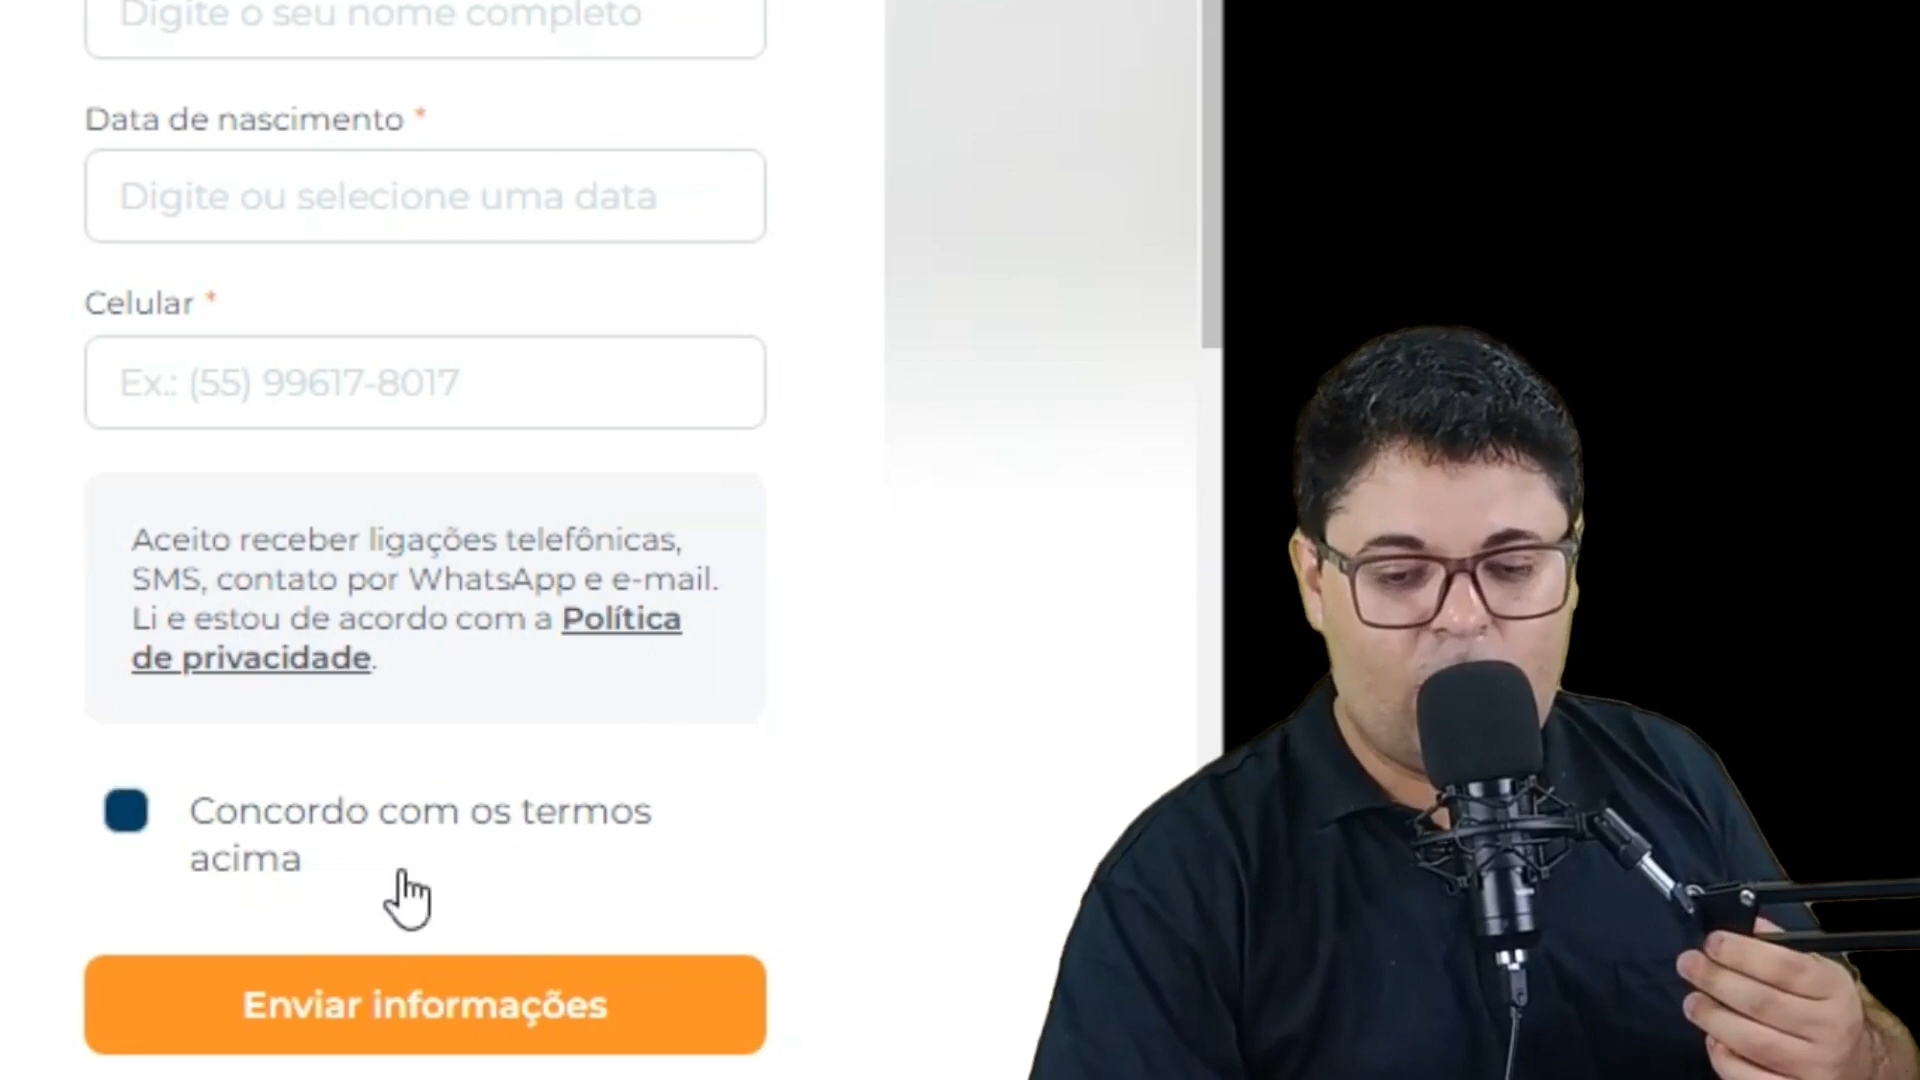 Digite o seu nome completo
Data de nascimento *
Digite ou selecione uma data
Celular *
Ex.: (55) 99617-8017
Aceito receber ligações telefônicas,
SMS, contato por WhatsApp e e-mail.
Li e estou de acordo com a Política
de privacidade.
Concordo com os termos
acima
Enviar informações